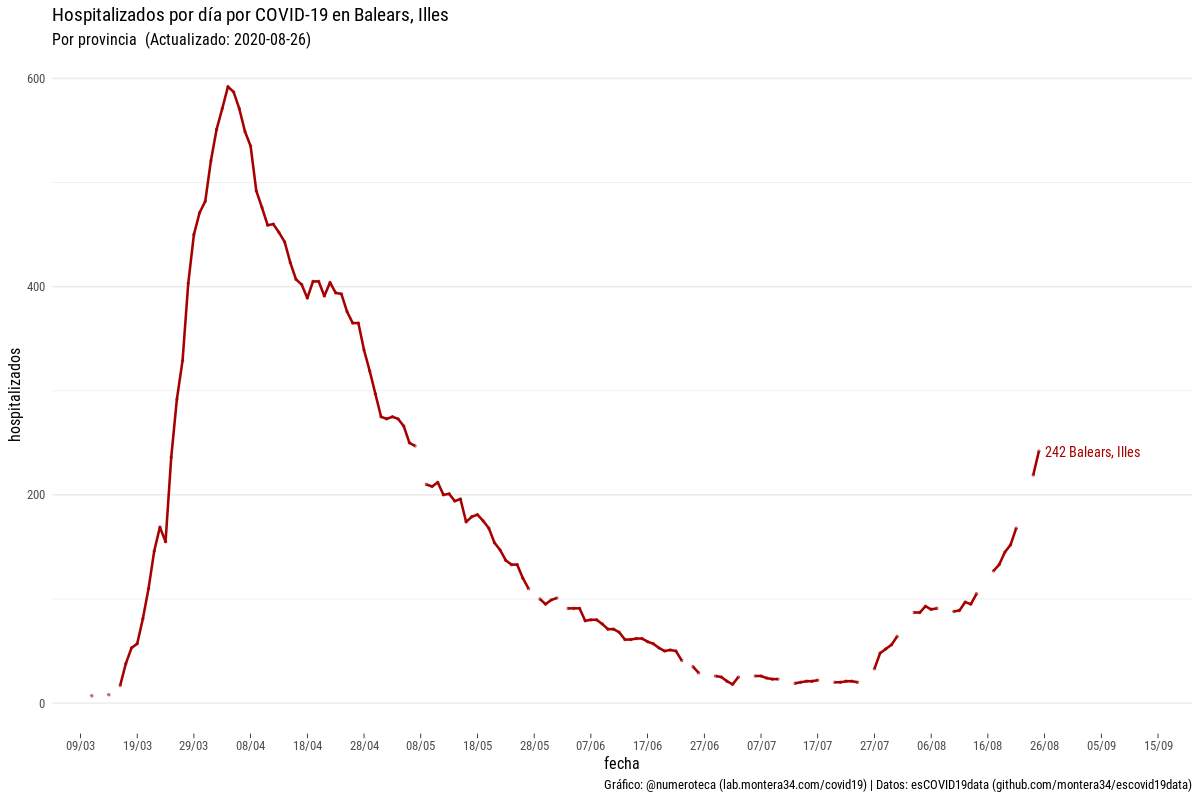 Hospitalizados por día por COVID-19 en Balears, Illes
Por provincia  (Actualizado: 2020-08-26)
hospitalizados
600
400
200
0
242 Balears, Illes
09/03 19/03 29/03 08/04 18/04 28/04 08/05 18/05 28/05 07/06 17/06 27/06 07/07 17/07 27/07 06/08 16/08 26/08 05/09 15/09
fecha
Gráfico: @numeroteca (lab.montera34.com/covid19) | Datos: esCOVID19data (github.com/montera34/escovid19data)